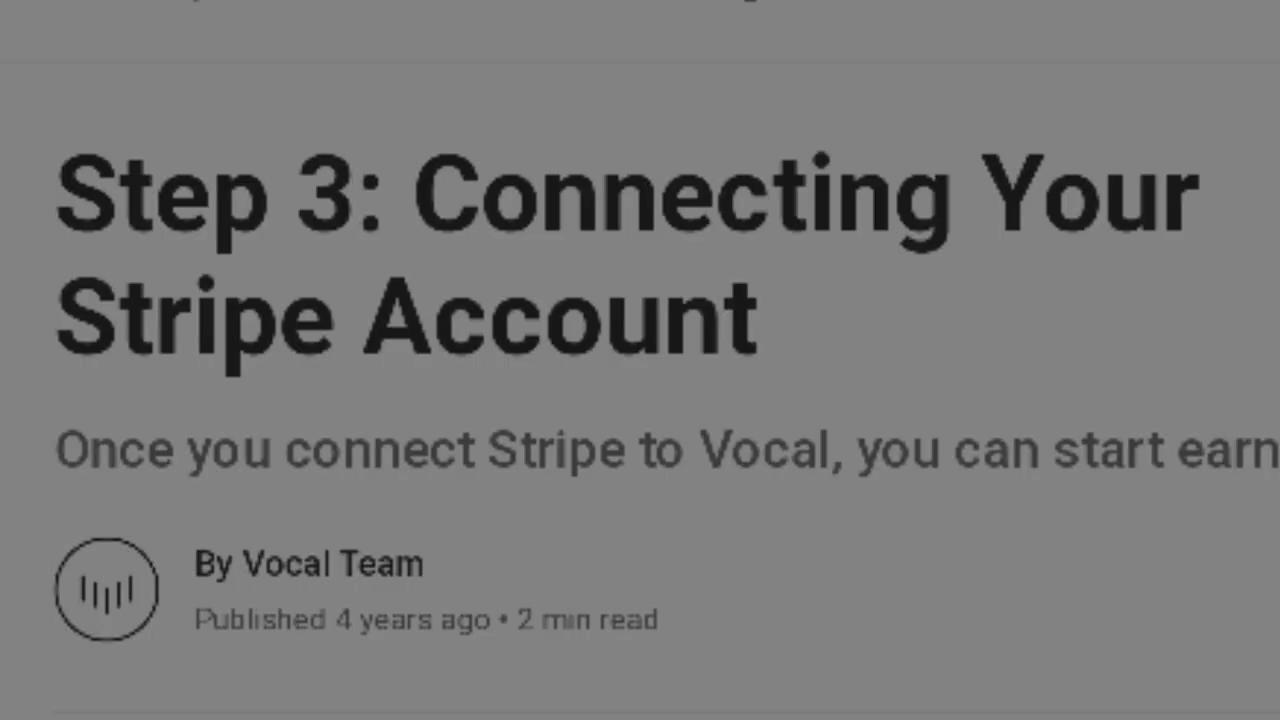 Step 3: Connecting Your
Stripe Account
Once you connect Stripe to Vocal, you can start earn
By Vocal Team
Published 4 years ago • 2 min read